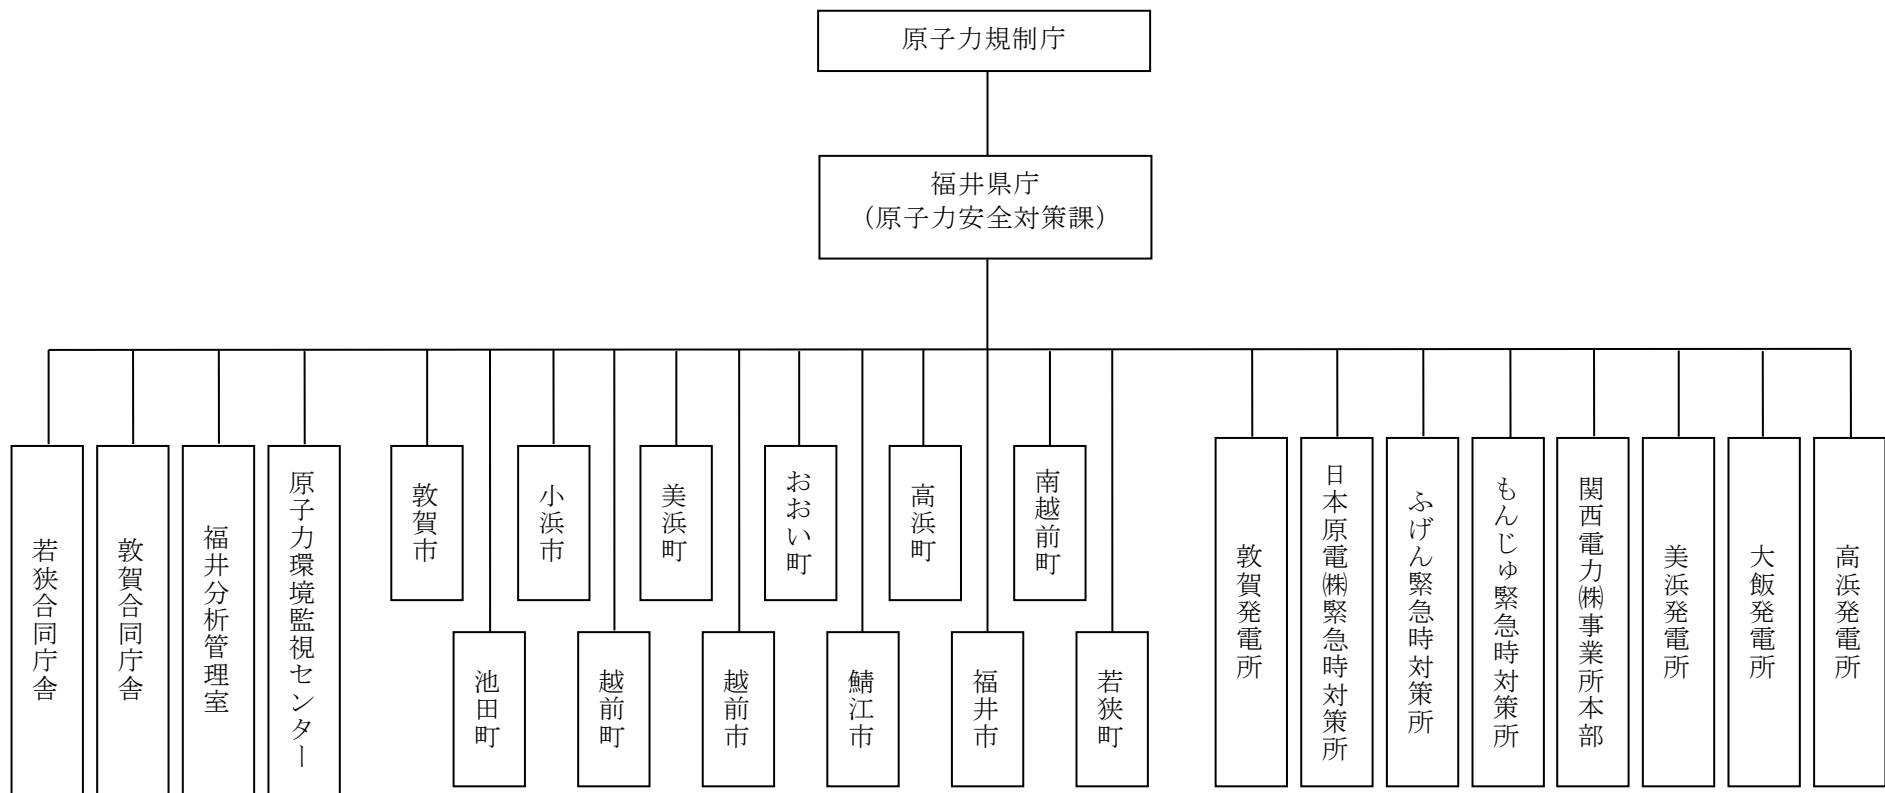 原子力規制庁
福井県庁
（原子力安全対策課）
若狭合同庁舎
敦賀合同庁舎
福井分析管理室
原子力環境監視センター
敦賀市
池田町
小浜市
越前町
美浜町
越前市
おおい町
鯖江市
高浜町
福井市
南越前町
若狭町
敦賀発電所
日本原電㈱緊急時対策所
ふげん緊急時対策所
もんじゅ緊急時対策所
関西電力㈱事業所本部
美浜発電所
大飯発電所
高浜発電所